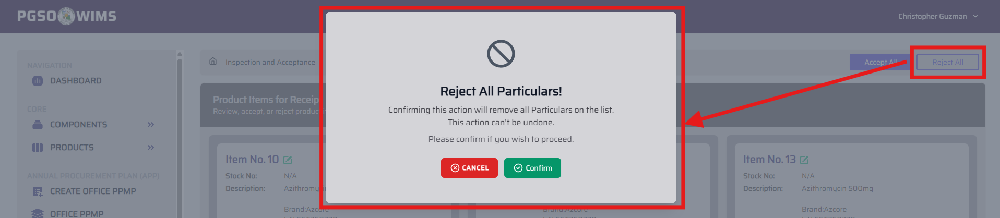 PGSO WIMS
Christopher Guzman
NAVIGATION
DASHBOARD
CORE
COMPONENTS
PRODUCTS
ANNUAL PROCUREMENT PLAN (APP)
CREATE OFFICE PPMP
OFFICE PPMP
Inspection and Acceptance
Accept All
Reject All
Product Items for Receip
Review, accept, or reject product
Reject All Particulars!
Confirming this action will remove all Particulars on the list.
This action can't be undone.
Please confirm if you wish to proceed.
CANCEL
Confirm
Item No. 10
Stock No: N/A
Description: Azithromyc
Brand:Azcore
Brand:Azcore
Item No. 13
Stock No: N/A
Description: Azithromycin 500mg
Brand:Azcore